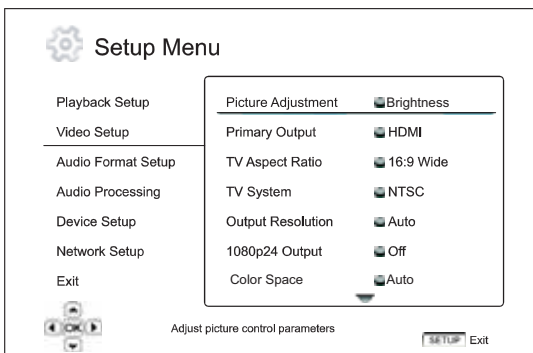 Setup Menu
Playback Setup
Video Setup
Audio Format Setup
Audio Processing
Device Setup
Network Setup
Exit
Picture Adjustment Brightness
Primary Output HDMI
TV Aspect Ratio 16:9 Wide
TV System NTSC
Output Resolution Auto
1080p24 Output Off
Color Space Auto
OK
Adjust picture control parameters
SETUP Exit